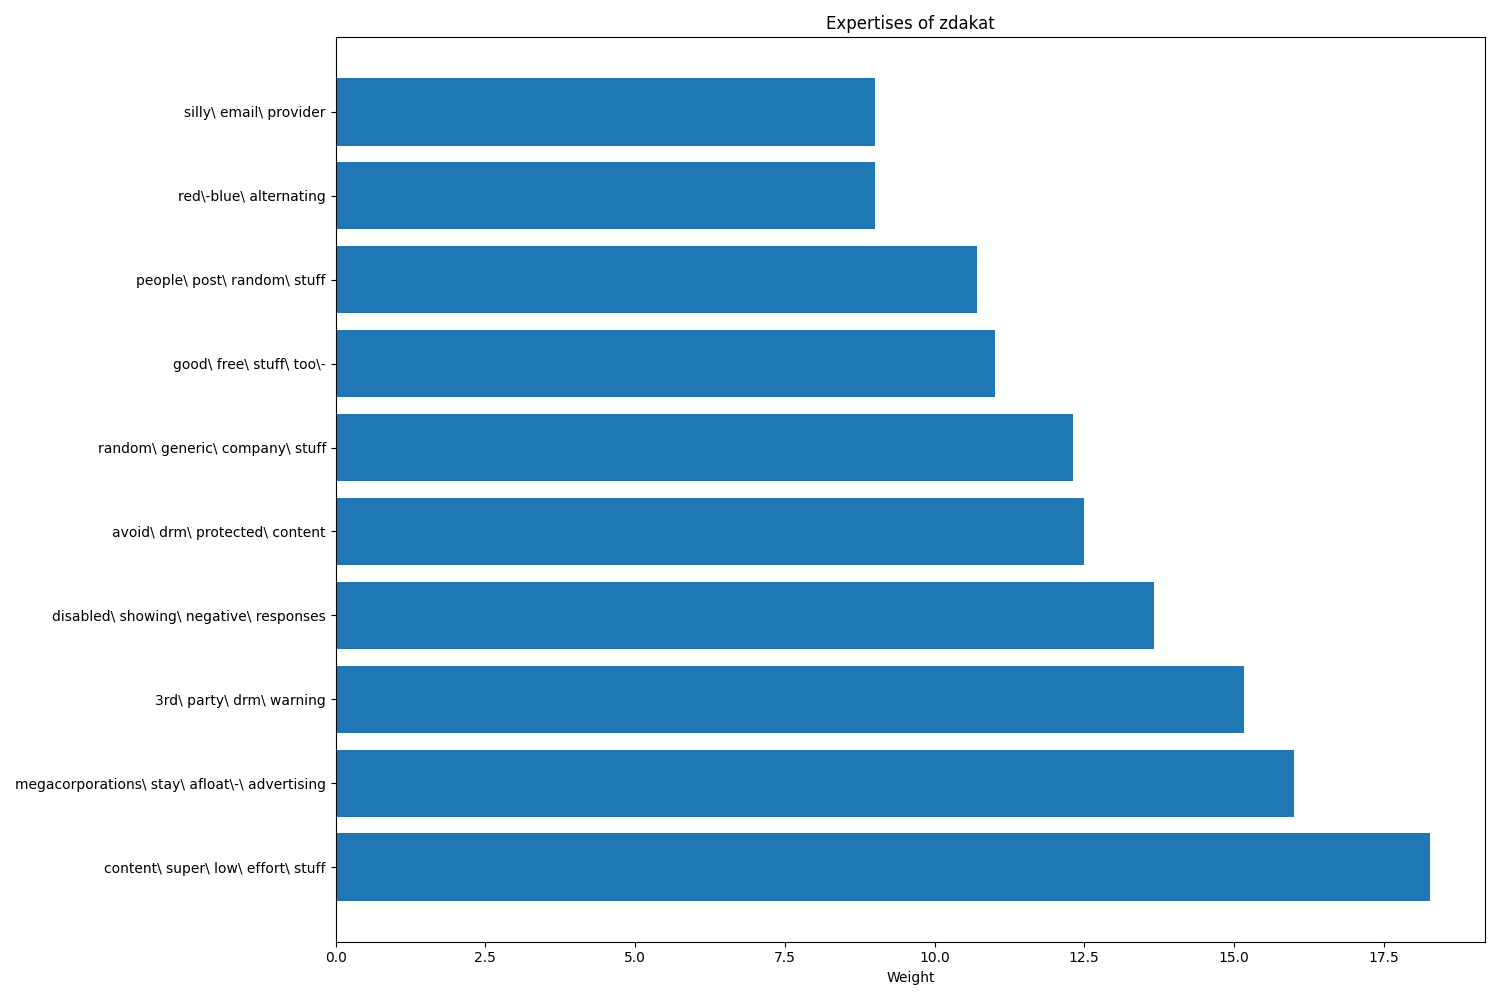 Expertises of zdakat
silly\ email\ provider
red\-blue\ alternating
people\ post\ random\ stuff
good\ free\ stuff\ too\-
random\ generic\ company\ stuff
avoid\ drm\ protected\ content
disabled\ showing\ negative\ responses
3rd\ party\ drm\ warning
megacorporations\ stay\ afloat\-\ advertising
content\ super\ low\ effort\ stuff
0.0 2.5 5.0 7.5 10.0 12.5 15.0 17.5
Weight